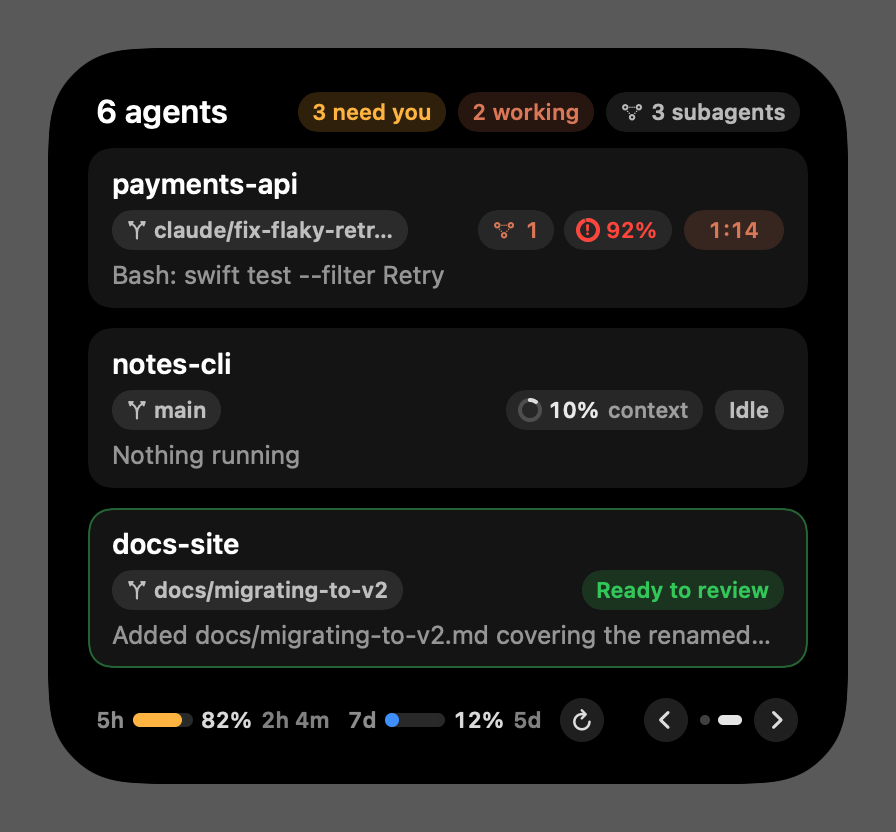 6 agents 3 need you 2 working 3 subagents
payments-api
claude/fix-flaky-retr... 1 92% 1:14
Bash: swift test --filter Retry
notes-cli
main 10% context Idle
Nothing running
docs-site
docs/migrating-to-v2 Ready to review
Added docs/migrating-to-v2.md covering the renamed...
5h 82% 2h 4m 7d 12% 5d